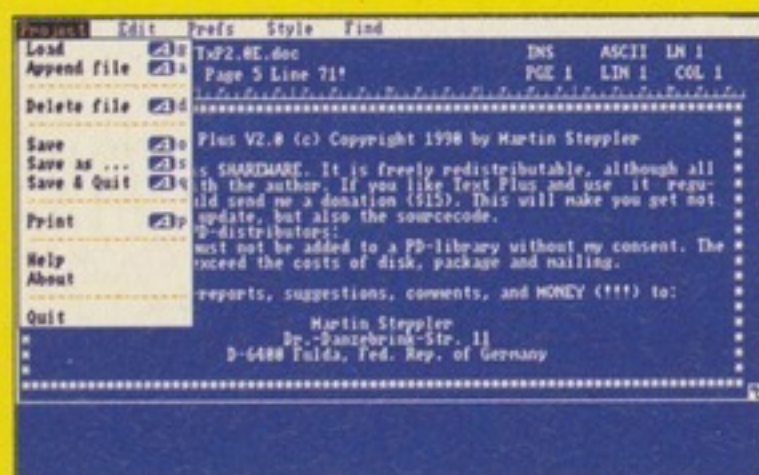 Project Edit Prefs Style Find
Load g TxP2.0E.doc INS ASCII LN 1
Append file a Page 5 Line 71! PGE 1 LIN 1 COL 1
Delete file d
Save o Plus V2.0 (c) Copyright 1990 by Martin Steppler
Save as ... s s SHAREWARE. It is freely redistributable, although all
Save & Quit q th the author. If you like Text Plus and use it regu-
ld send me a donation ($15). This will make you get not
Print p update, but also the sourcecode.
D-distributors:
must not be added to a PD-library without my consent. The
Help exceed the costs of disk, package and mailing.
About
-reports, suggestions, comments, and MONEY (!!!) to:
Quit
Martin Steppler
Dr.-Danzebrink-Str. 11
D-6400 Fulda, Fed. Rep. of Germany